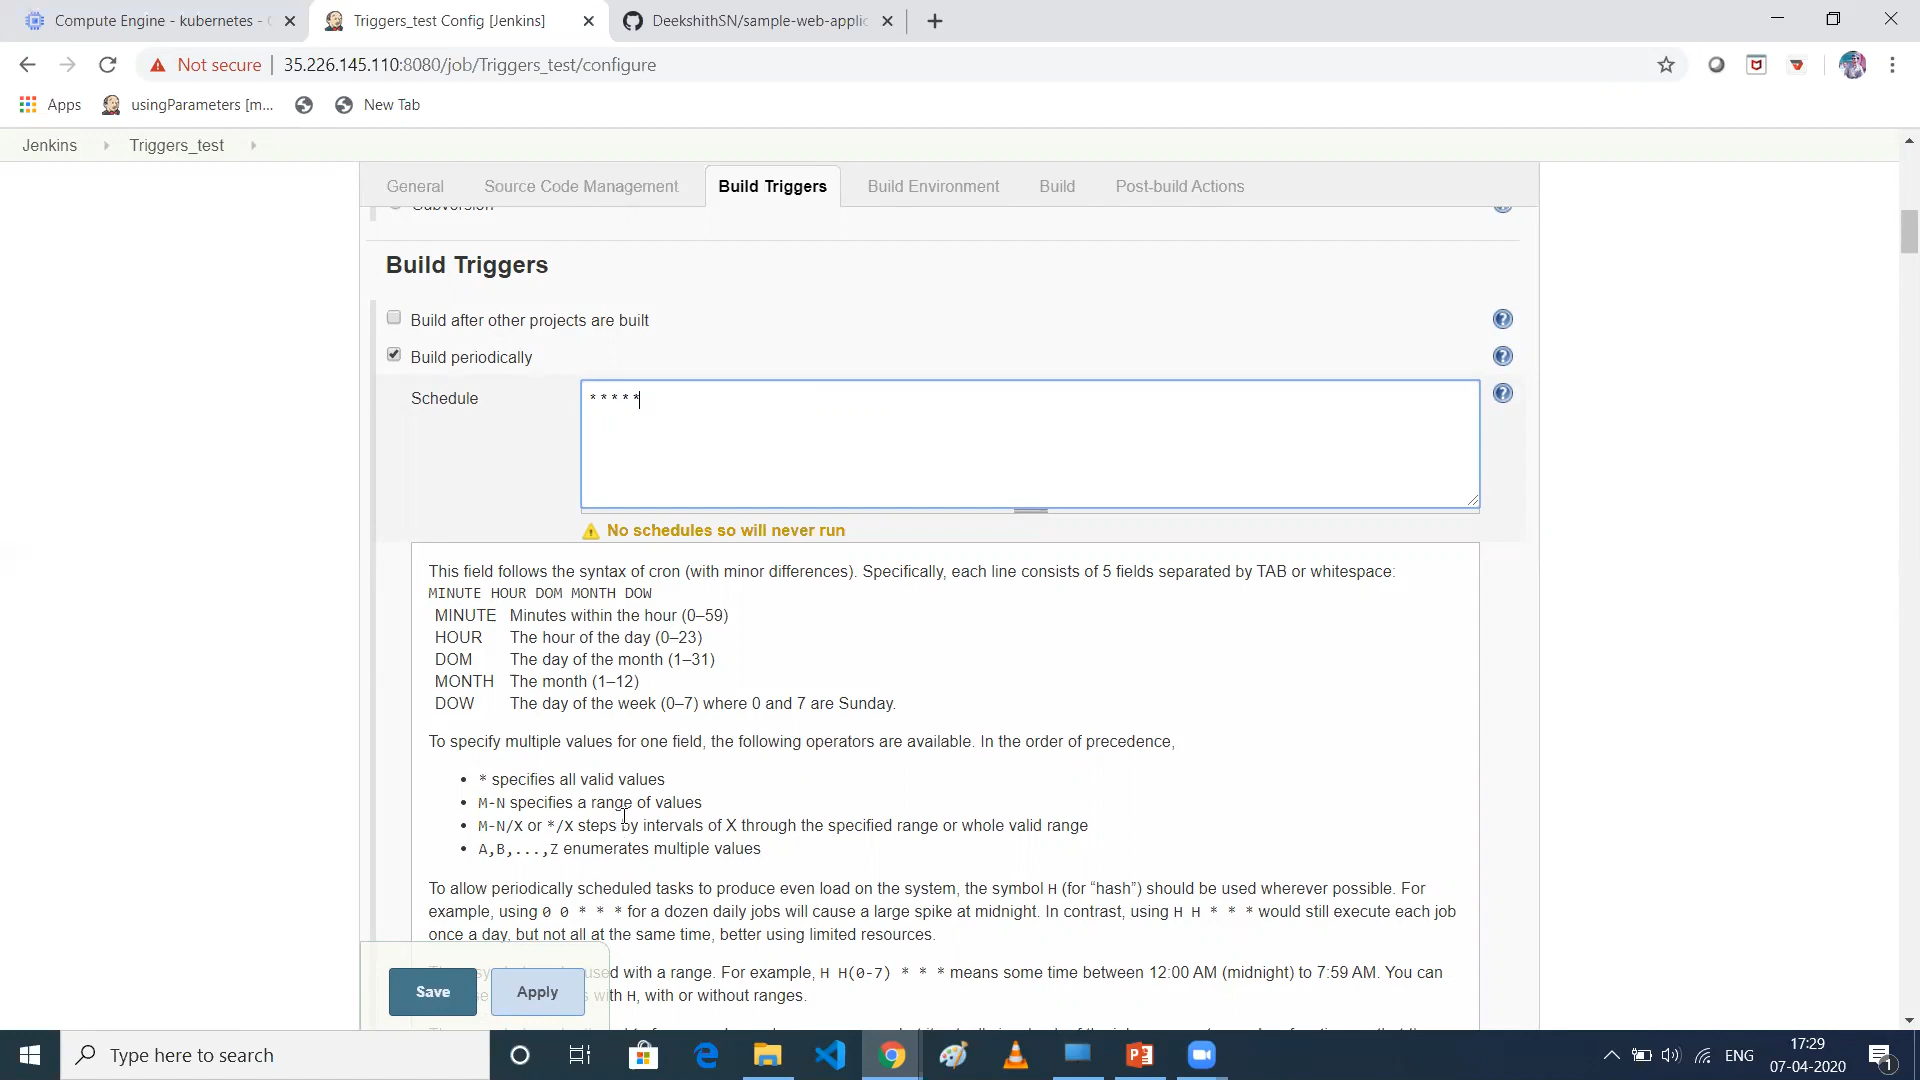 Compute Engine - kubernetes -
Triggers_test Config [Jenkins]
DeekshithSN/sample-web-applic
Not secure
35.226.145.110:8080/job/Triggers_test/configure
Apps
usingParameters [m...
New Tab
Jenkins
Triggers_test
General
Source Code Management
Build Triggers
Build Environment
Build
Post-build Actions
Subversion
Build Triggers
Build after other projects are built
Build periodically
Schedule
* * * * *
No schedules so will never run
This field follows the syntax of cron (with minor differences). Specifically, each line consists of 5 fields separated by TAB or whitespace:
MINUTE HOUR DOM MONTH DOW
MINUTE Minutes within the hour (0–59)
HOUR The hour of the day (0–23)
DOM The day of the month (1–31)
MONTH The month (1–12)
DOW The day of the week (0–7) where 0 and 7 are Sunday.
To specify multiple values for one field, the following operators are available. In the order of precedence,
• * specifies all valid values
• M-N specifies a range of values
• M-N/X or */X steps by intervals of X through the specified range or whole valid range
• A,B,...,Z enumerates multiple values
To allow periodically scheduled tasks to produce even load on the system, the symbol H (for “hash”) should be used wherever possible. For
example, using 0 0 * * * for a dozen daily jobs will cause a large spike at midnight. In contrast, using H H * * * would still execute each job
once a day, but not all at the same time, better using limited resources.
used with a range. For example, H H(0-7) * * * means some time between 12:00 AM (midnight) to 7:59 AM. You can
with H, with or without ranges.
Save
Apply
Type here to search
ENG
17:29
07-04-2020
1